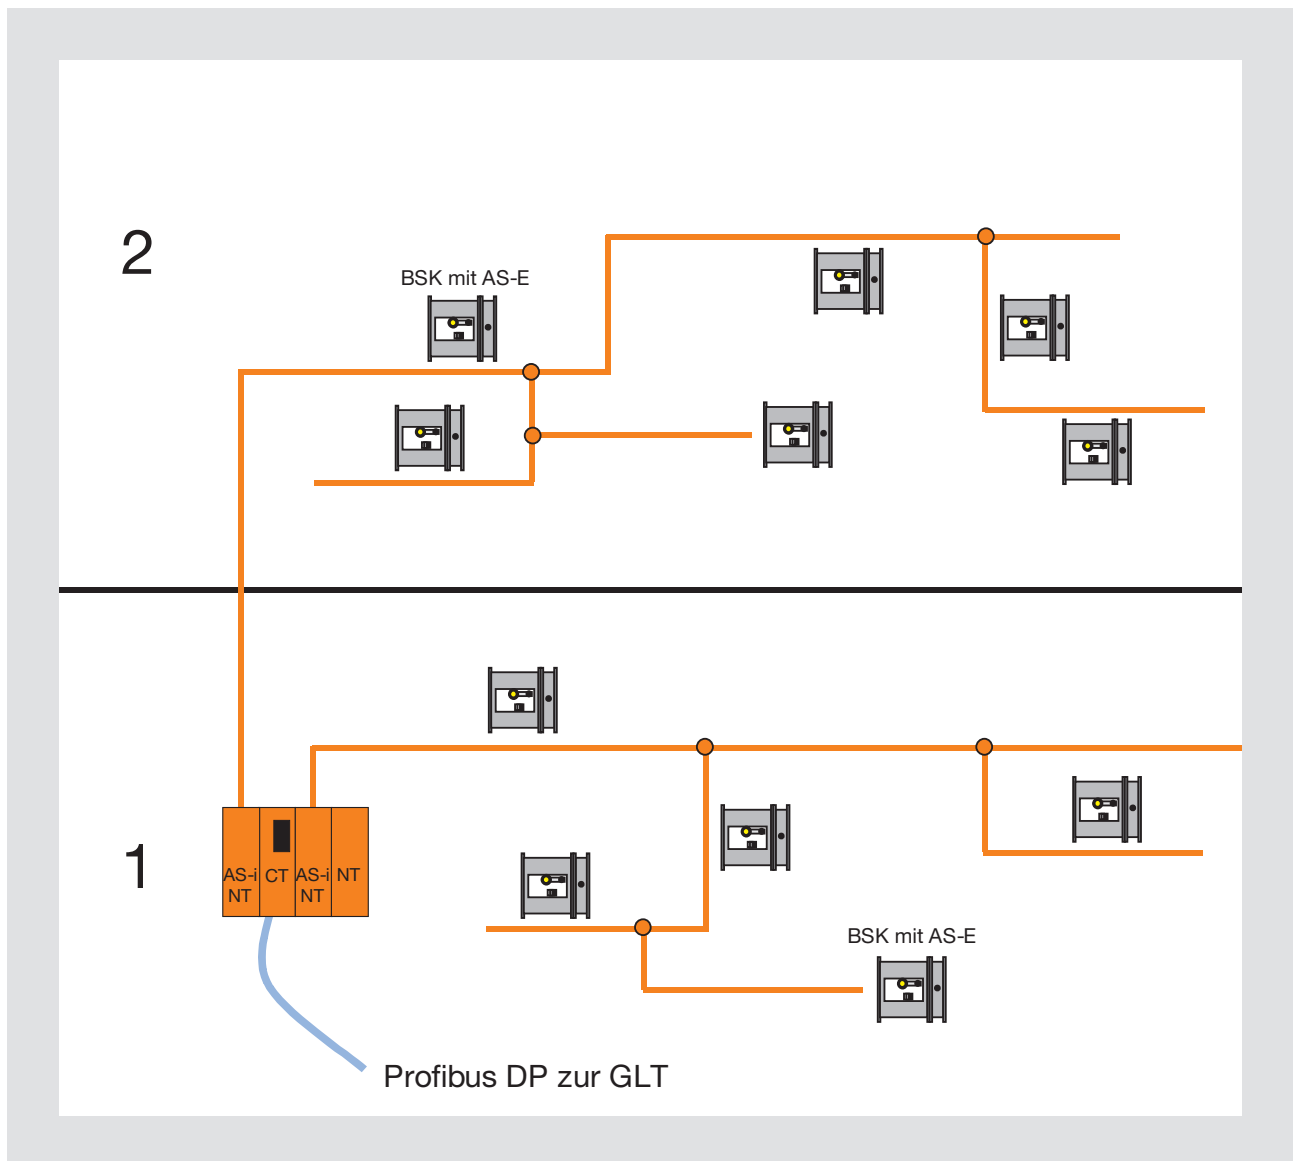 2
BSK mit AS-E
1
AS-i
NT
CT
AS-i
NT
NT
BSK mit AS-E
Profibus DP zur GLT